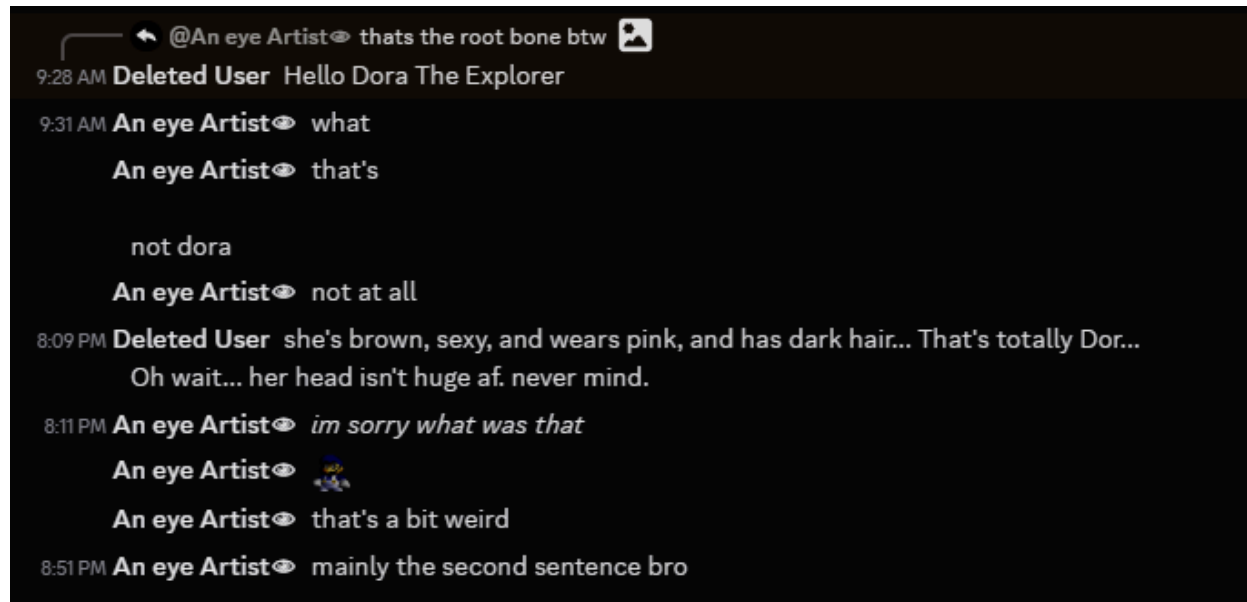 @An eye Artist👁 thats the root bone btw
9:28 AM Deleted User Hello Dora The Explorer
9:31 AM An eye Artist👁 what
An eye Artist👁 that's
not dora
An eye Artist👁 not at all
8:09 PM Deleted User she's brown, sexy, and wears pink, and has dark hair... That's totally Dor...
Oh wait... her head isn't huge af. never mind.
8:11 PM An eye Artist👁 im sorry what was that
An eye Artist👁
An eye Artist👁 that's a bit weird
8:51 PM An eye Artist👁 mainly the second sentence bro